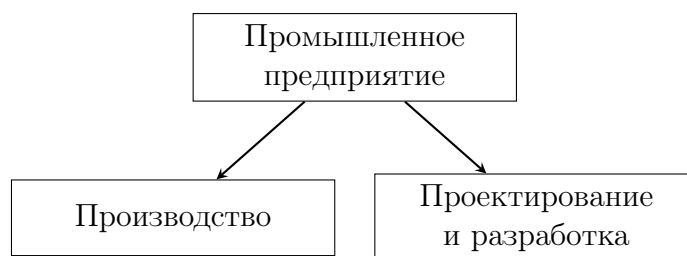 Промышленное
предприятие
Производство
Проектирование
и разработка